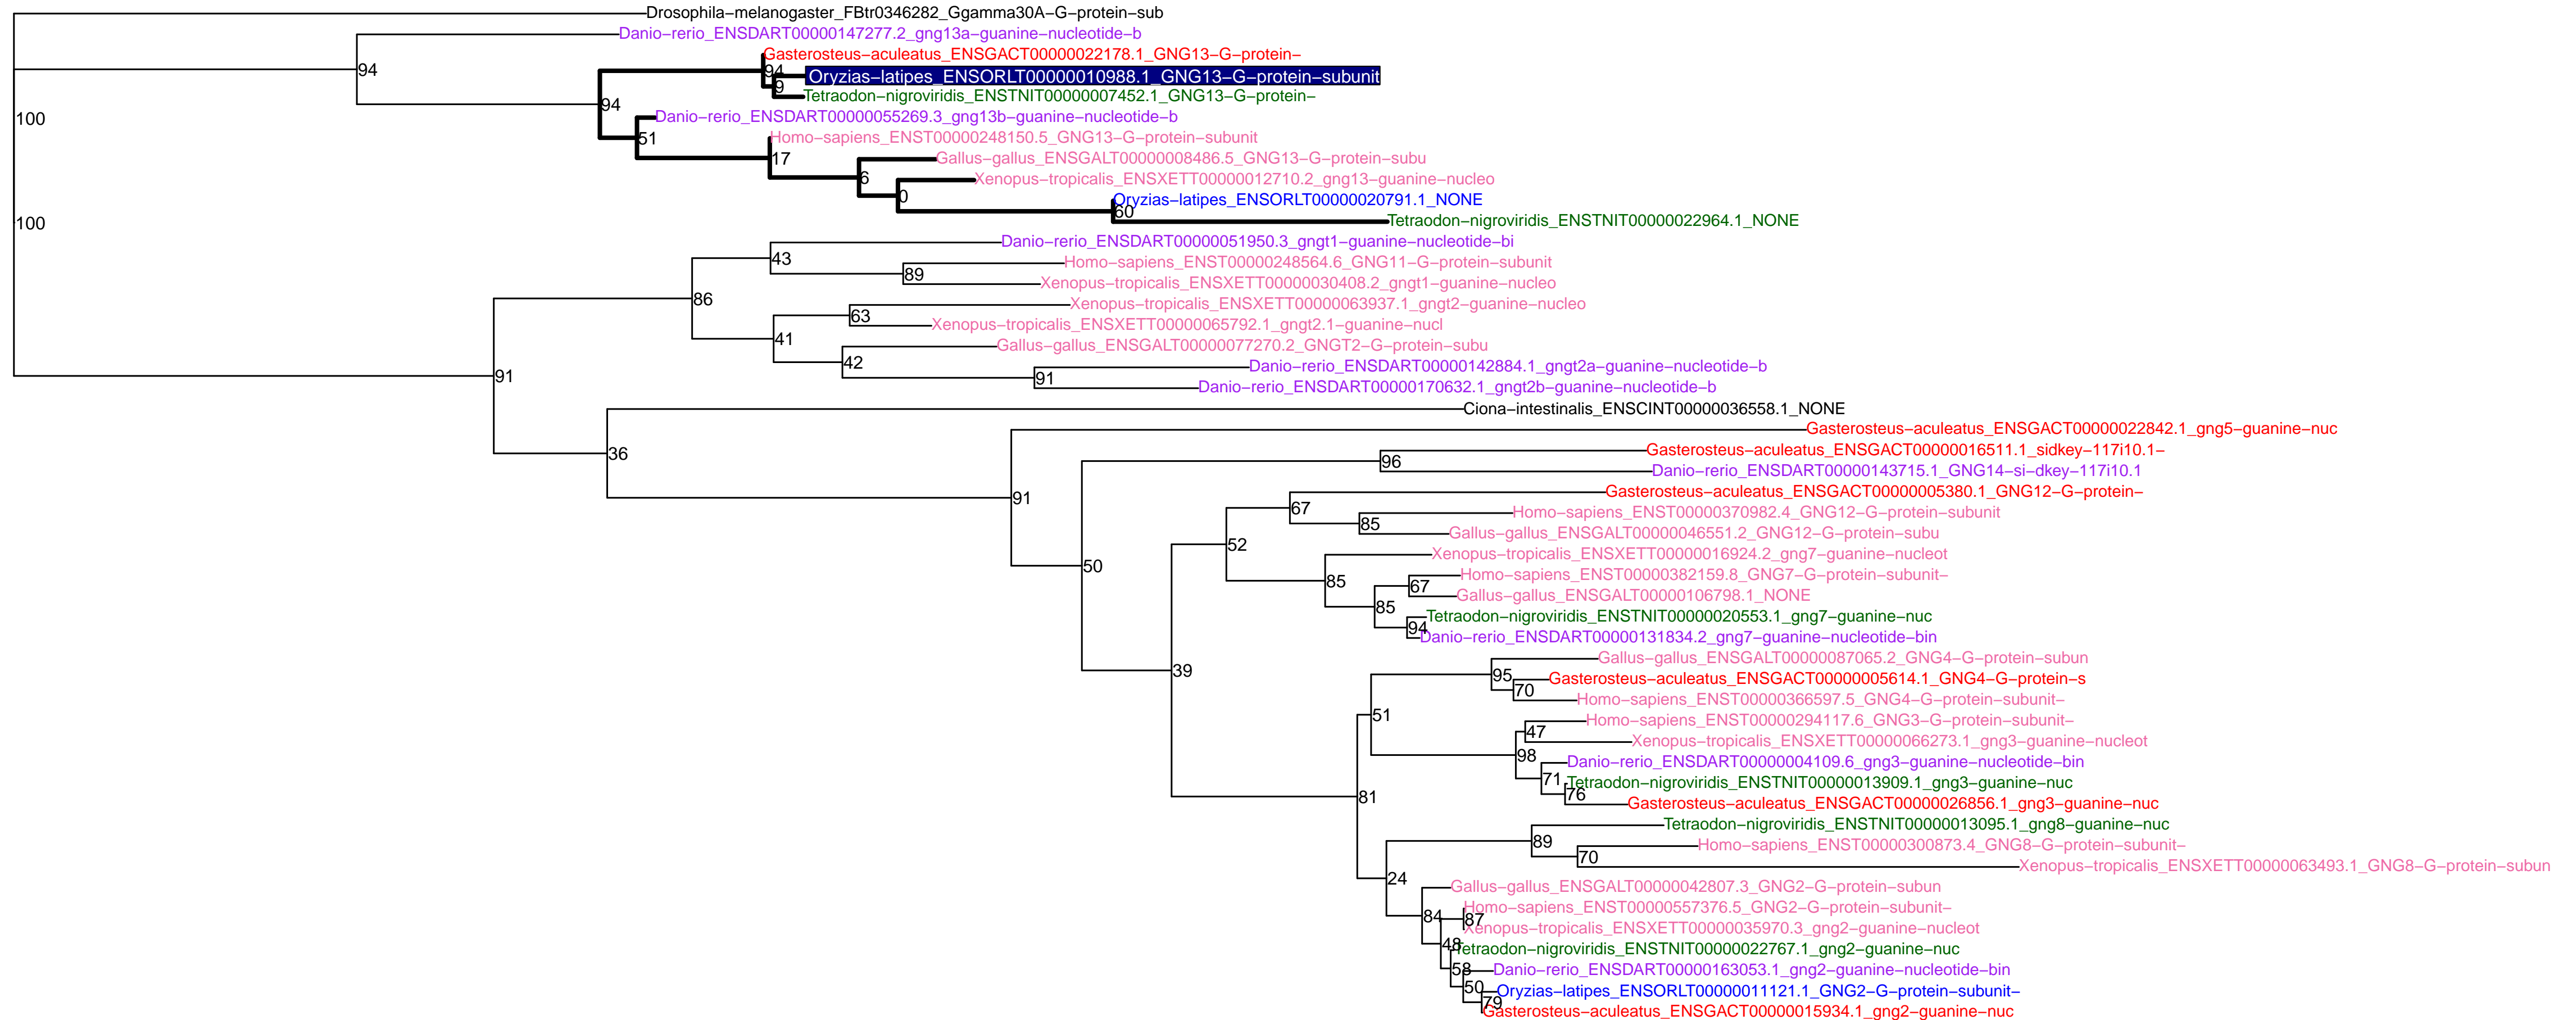 Drosophila-melanogaster_FBtr0346282_Ggamma30A-G-protein-sub
Danio-rerio_ENSDART00000147277.2_gng13a-guanine-nucleotide-b
Gasterosteus-aculeatus_ENSGACT00000022178.1_GNG13-G-protein-
94
94
Oryzias-latipes_ENSORLT00000010988.1_GNG13-G-protein-subunit
9
Tetraodon-nigroviridis_ENSTNIT00000007452.1_GNG13-G-protein-
94
100
Danio-rerio_ENSDART00000055269.3_gng13b-guanine-nucleotide-b
51
Homo-sapiens_ENST00000248150.5_GNG13-G-protein-subunit
17
Gallus-gallus_ENSGALT00000008486.5_GNG13-G-protein-subu
6
Xenopus-tropicalis_ENSXETT00000012710.2_gng13-guanine-nucleo
0
Oryzias-latipes_ENSORLT00000020791.1_NONE
60
100
Tetraodon-nigroviridis_ENSTNIT00000022964.1_NONE
Danio-rerio_ENSDART00000051950.3_gngt1-guanine-nucleotide-bi
43
Homo-sapiens_ENST00000248564.6_GNG11-G-protein-subunit
89
Xenopus-tropicalis_ENSXETT00000030408.2_gngt1-guanine-nucleo
86
Xenopus-tropicalis_ENSXETT00000063937.1_gngt2-guanine-nucleo
63
Xenopus-tropicalis_ENSXETT00000065792.1_gngt2.1-guanine-nucl
41
Gallus-gallus_ENSGALT00000077270.2_GNGT2-G-protein-subu
42
Danio-rerio_ENSDART00000142884.1_gngt2a-guanine-nucleotide-b
91
91
Danio-rerio_ENSDART00000170632.1_gngt2b-guanine-nucleotide-b
Ciona-intestinalis_ENSCINT00000036558.1_NONE
Gasterosteus-aculeatus_ENSGACT00000022842.1_gng5-guanine-nuc
36
Gasterosteus-aculeatus_ENSGACT00000016511.1_sidkey-117i10.1-
96
Danio-rerio_ENSDART00000143715.1_GNG14-si-dkey-117i10.1
Gasterosteus-aculeatus_ENSGACT00000005380.1_GNG12-G-protein-
91
67
Homo-sapiens_ENST00000370982.4_GNG12-G-protein-subunit
85
Gallus-gallus_ENSGALT00000046551.2_GNG12-G-protein-subu
52
Xenopus-tropicalis_ENSXETT00000016924.2_gng7-guanine-nucleot
50
Homo-sapiens_ENST00000382159.8_GNG7-G-protein-subunit-
85
67
Gallus-gallus_ENSGALT00000106798.1_NONE
85
Tetraodon-nigroviridis_ENSTNIT00000020553.1_gng7-guanine-nuc
94
Danio-rerio_ENSDART00000131834.2_gng7-guanine-nucleotide-bin
Gallus-gallus_ENSGALT00000087065.2_GNG4-G-protein-subun
39
95
Gasterosteus-aculeatus_ENSGACT00000005614.1_GNG4-G-protein-s
70
Homo-sapiens_ENST00000366597.5_GNG4-G-protein-subunit-
51
Homo-sapiens_ENST00000294117.6_GNG3-G-protein-subunit-
47
Xenopus-tropicalis_ENSXETT00000066273.1_gng3-guanine-nucleot
98
Danio-rerio_ENSDART00000004109.6_gng3-guanine-nucleotide-bin
71
Tetraodon-nigroviridis_ENSTNIT00000013909.1_gng3-guanine-nuc
76
81
Gasterosteus-aculeatus_ENSGACT00000026856.1_gng3-guanine-nuc
Tetraodon-nigroviridis_ENSTNIT00000013095.1_gng8-guanine-nuc
89
Homo-sapiens_ENST00000300873.4_GNG8-G-protein-subunit-
70
Xenopus-tropicalis_ENSXETT00000063493.1_GNG8-G-protein-subun
24
Gallus-gallus_ENSGALT00000042807.3_GNG2-G-protein-subun
Homo-sapiens_ENST00000557376.5_GNG2-G-protein-subunit-
84
87
Xenopus-tropicalis_ENSXETT00000035970.3_gng2-guanine-nucleot
48
Tetraodon-nigroviridis_ENSTNIT00000022767.1_gng2-guanine-nuc
58
Danio-rerio_ENSDART00000163053.1_gng2-guanine-nucleotide-bin
50
Oryzias-latipes_ENSORLT00000011121.1_GNG2-G-protein-subunit-
79
Gasterosteus-aculeatus_ENSGACT00000015934.1_gng2-guanine-nuc